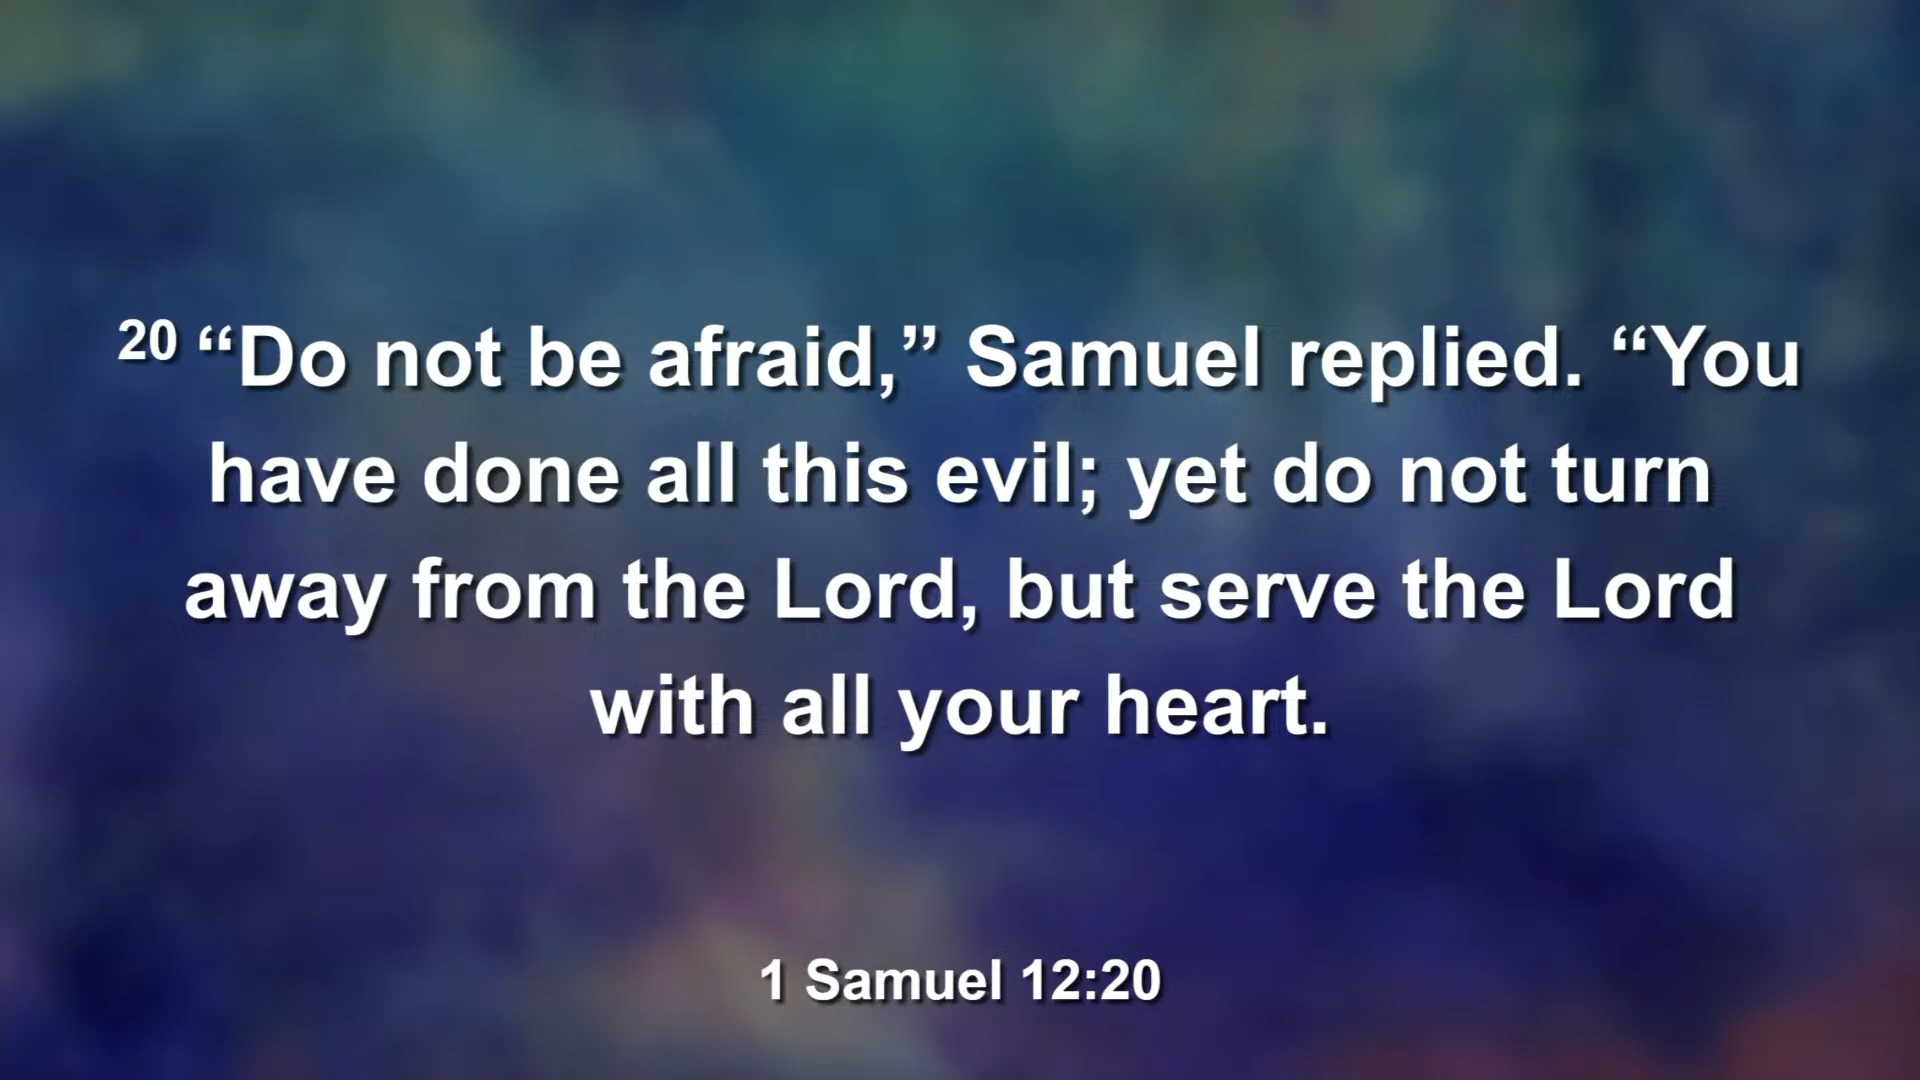 20 “Do not be afraid,” Samuel replied. “You
have done all this evil; yet do not turn
away from the Lord, but serve the Lord
with all your heart.
1 Samuel 12:20